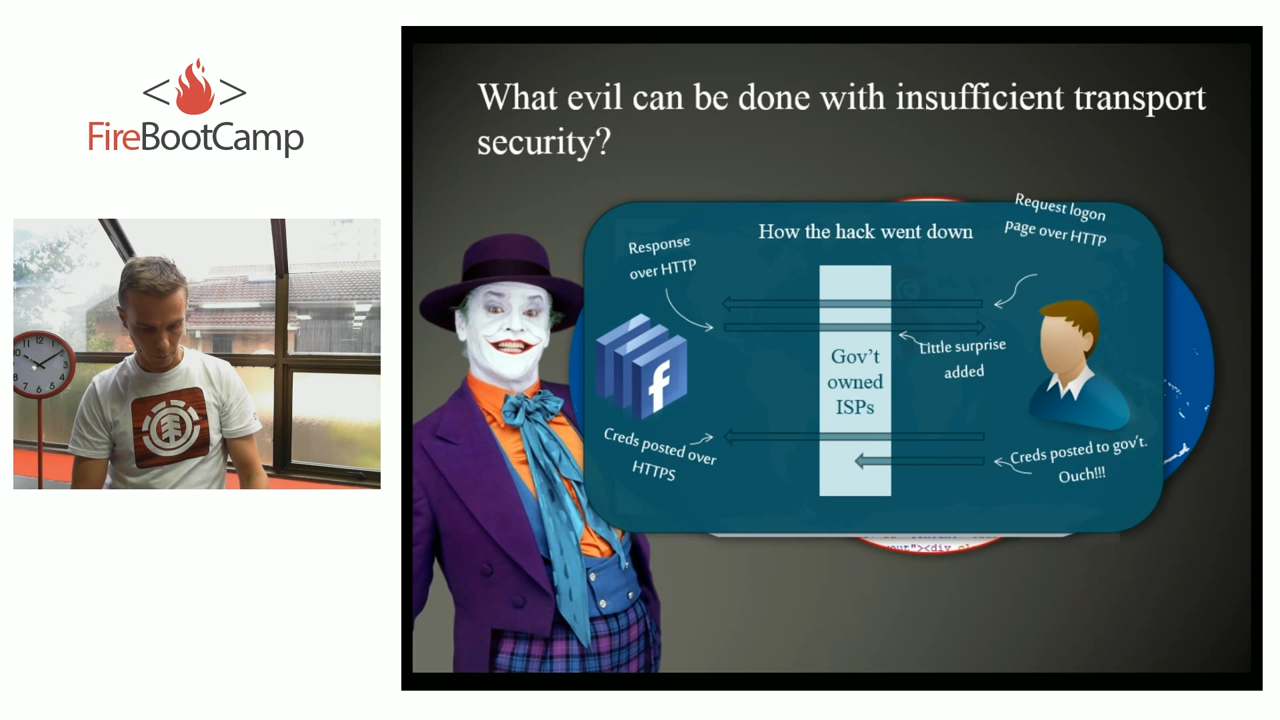 FireBootCamp
What evil can be done with insufficient transport
security?
How the hack went down
Request logon
page over HTTP
Response
over HTTP
Gov't
owned
ISPs
Little surprise
added
Creds posted over
HTTPS
Creds posted to gov't.
Ouch!!!
"><div